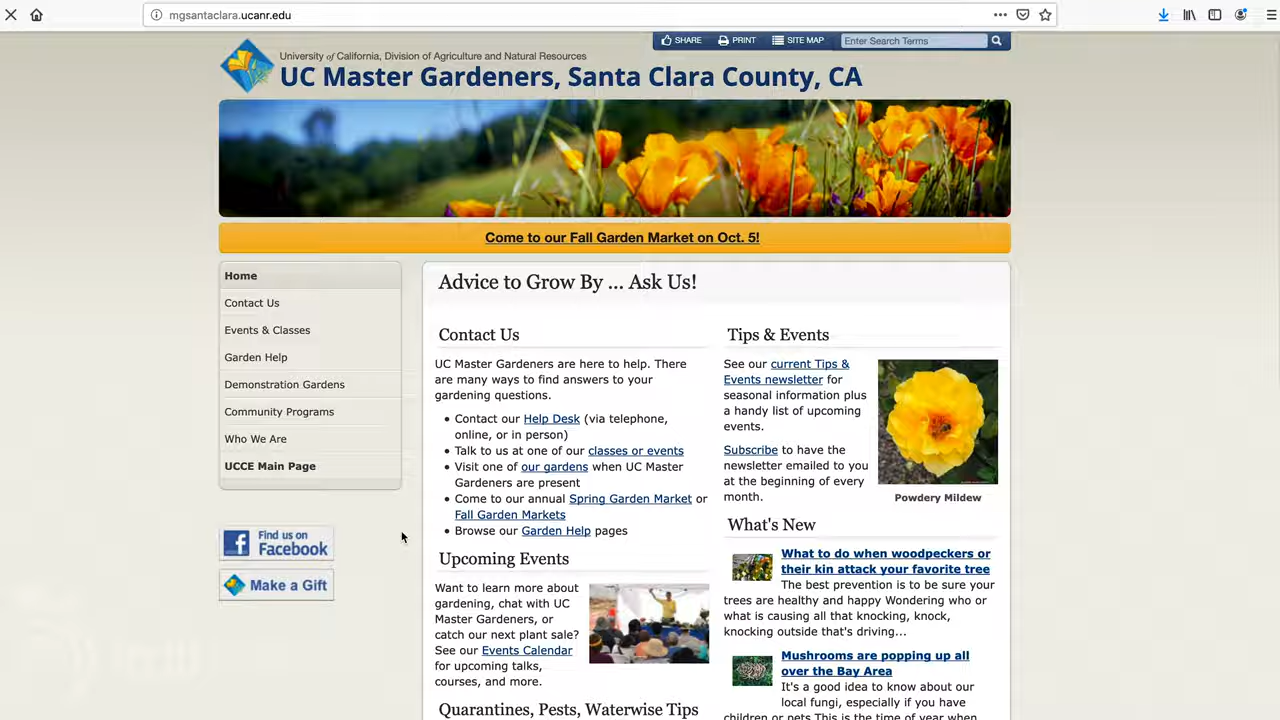 mgsantaclara.ucanr.edu
SHARE PRINT SITE MAP Enter Search Terms
University of California, Division of Agriculture and Natural Resources
UC Master Gardeners, Santa Clara County, CA
Come to our Fall Garden Market on Oct. 5!
Home
Contact Us
Events & Classes
Garden Help
Demonstration Gardens
Community Programs
Who We Are
UCCE Main Page
Find us on
Facebook
Make a Gift
Advice to Grow By ... Ask Us!
Contact Us
UC Master Gardeners are here to help. There
are many ways to find answers to your
gardening questions.
• Contact our Help Desk (via telephone,
online, or in person)
• Talk to us at one of our classes or events
• Visit one of our gardens when UC Master
Gardeners are present
• Come to our annual Spring Garden Market or
Fall Garden Markets
• Browse our Garden Help pages
Upcoming Events
Want to learn more about
gardening, chat with UC
Master Gardeners, or
catch our next plant sale?
See our Events Calendar
for upcoming talks,
courses, and more.
Quarantines, Pests, Waterwise Tips
Tips & Events
See our current Tips &
Events newsletter for
seasonal information plus
a handy list of upcoming
events.
Subscribe to have the
newsletter emailed to you
at the beginning of every
month.
Powdery Mildew
What's New
What to do when woodpeckers or
their kin attack your favorite tree
The best prevention is to be sure your
trees are healthy and happy Wondering who or
what is causing all that knocking, knock,
knocking outside that's driving...
Mushrooms are popping up all
over the Bay Area
It's a good idea to know about our
local fungi, especially if you have
children or pets This is the time of year when